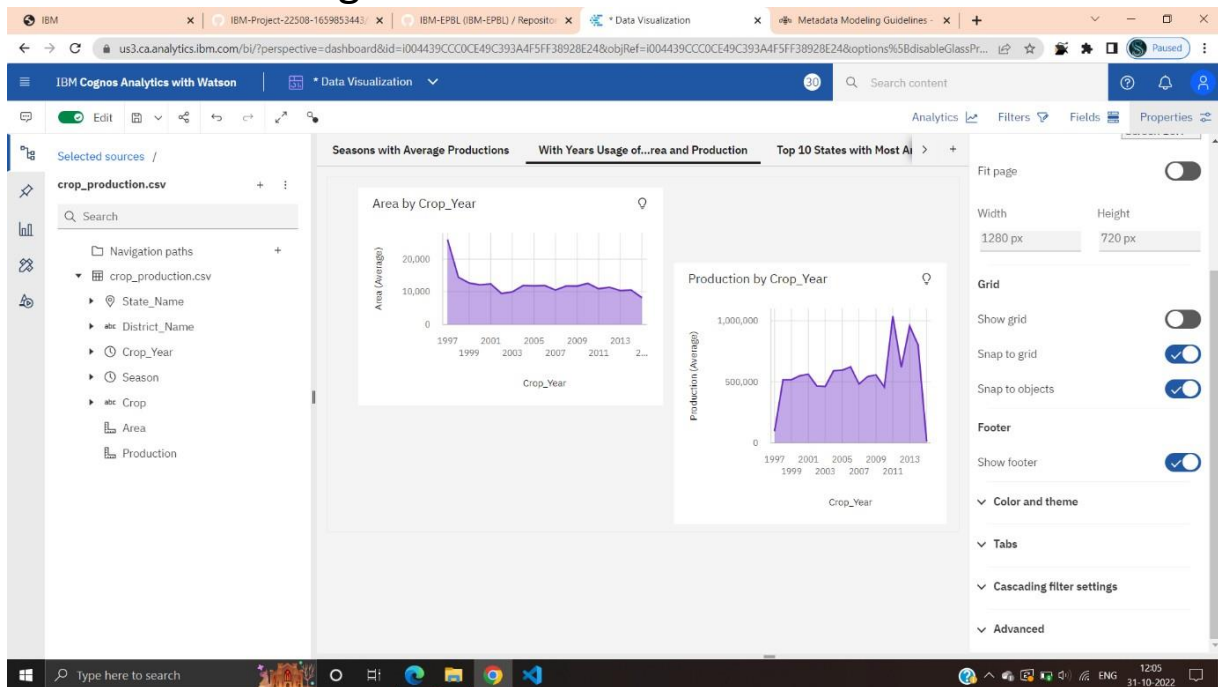 IBM
IBM-Project-22508-1659853443/
IBM-EPBL (IBM-EPBL) / Reposito
* Data Visualization
Metadata Modeling Guidelines -
us3.ca.analytics.ibm.com/bi/?perspective=dashboard&id=i004439CCC0CE49C393A4F5FF38928E24&objRef=i004439CCC0CE49C393A4F5FF38928E24&options%5BdisableGlassPr...
Paused
IBM Cognos Analytics with Watson
* Data Visualization
30
Search content
Edit
Analytics
Filters
Fields
Properties
Selected sources /
crop_production.csv
Search
Navigation paths
crop_production.csv
State_Name
abc District_Name
Crop_Year
Season
abc Crop
Area
Production
Seasons with Average Productions
With Years Usage of...rea and Production
Top 10 States with Most Ar
Area by Crop_Year
Area (Average)
20,000
10,000
0
1997 2001 2005 2009 2013
1999 2003 2007 2011 2...
Crop_Year
Production by Crop_Year
Production (Average)
1,000,000
500,000
0
1997 2001 2005 2009 2013
1999 2003 2007 2011
Crop_Year
Fit page
Width Height
1280 px 720 px
Grid
Show grid
Snap to grid
Snap to objects
Footer
Show footer
Color and theme
Tabs
Cascading filter settings
Advanced
Type here to search
ENG
12:05
31-10-2022